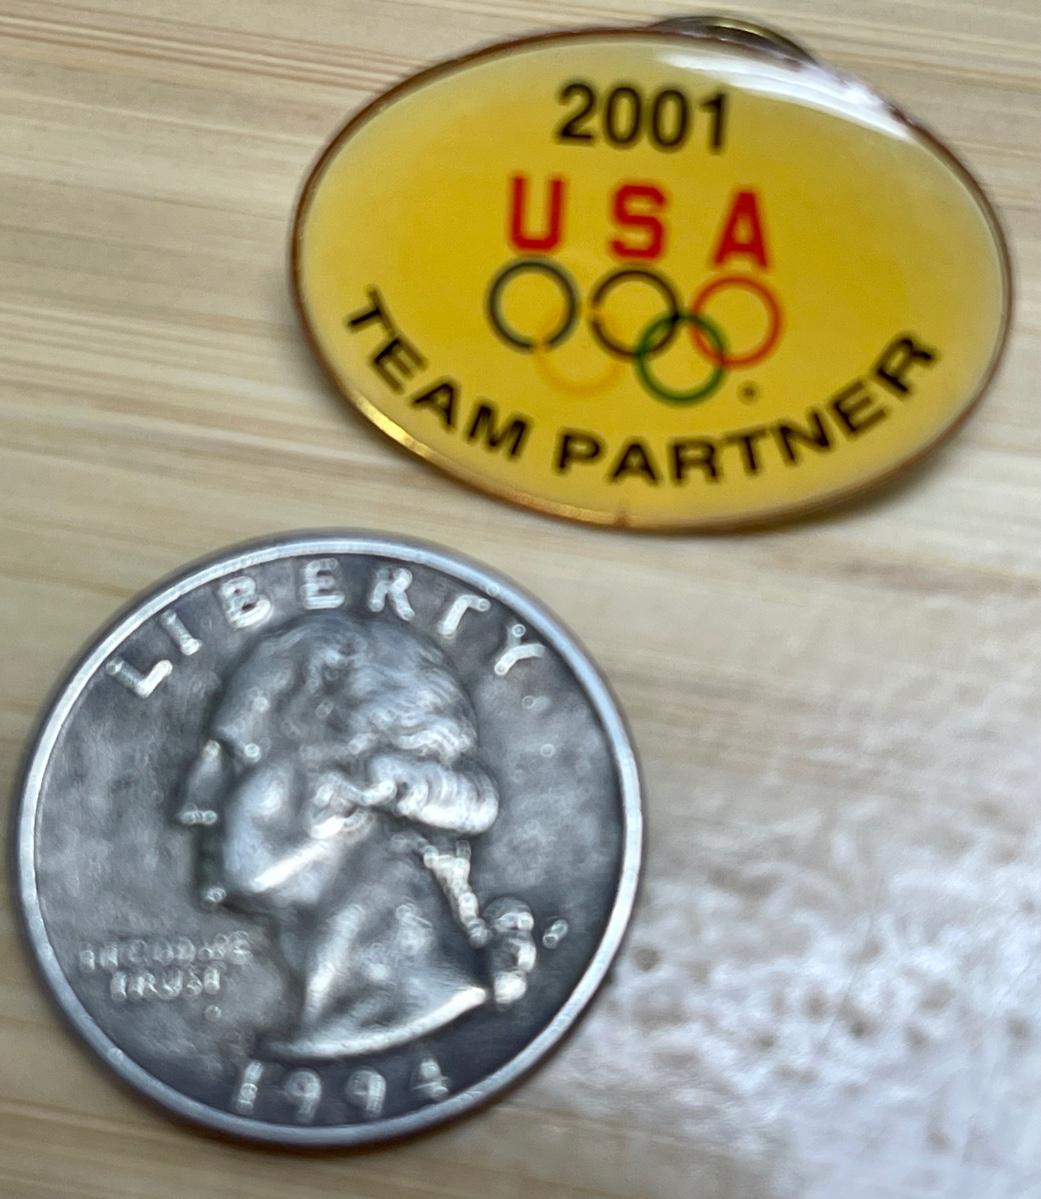 2001
USA
TEAM PARTNER
LIBERTY
IN GOD WE
TRUST
1994